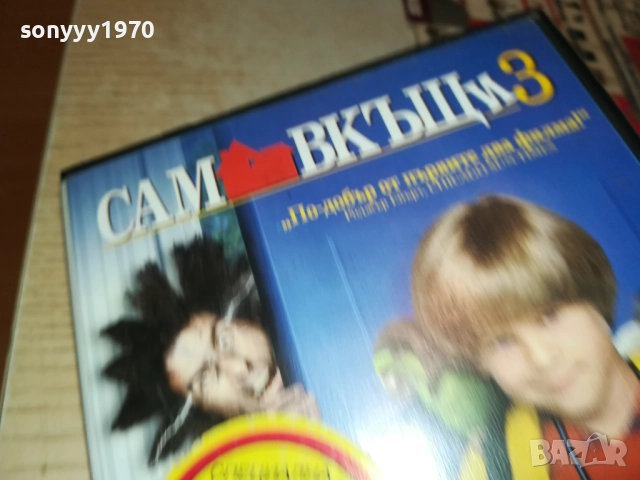 sonyyy1970
САМ ВКЪЩИ 3
„По-добър от първите два филма!"
BAZAR